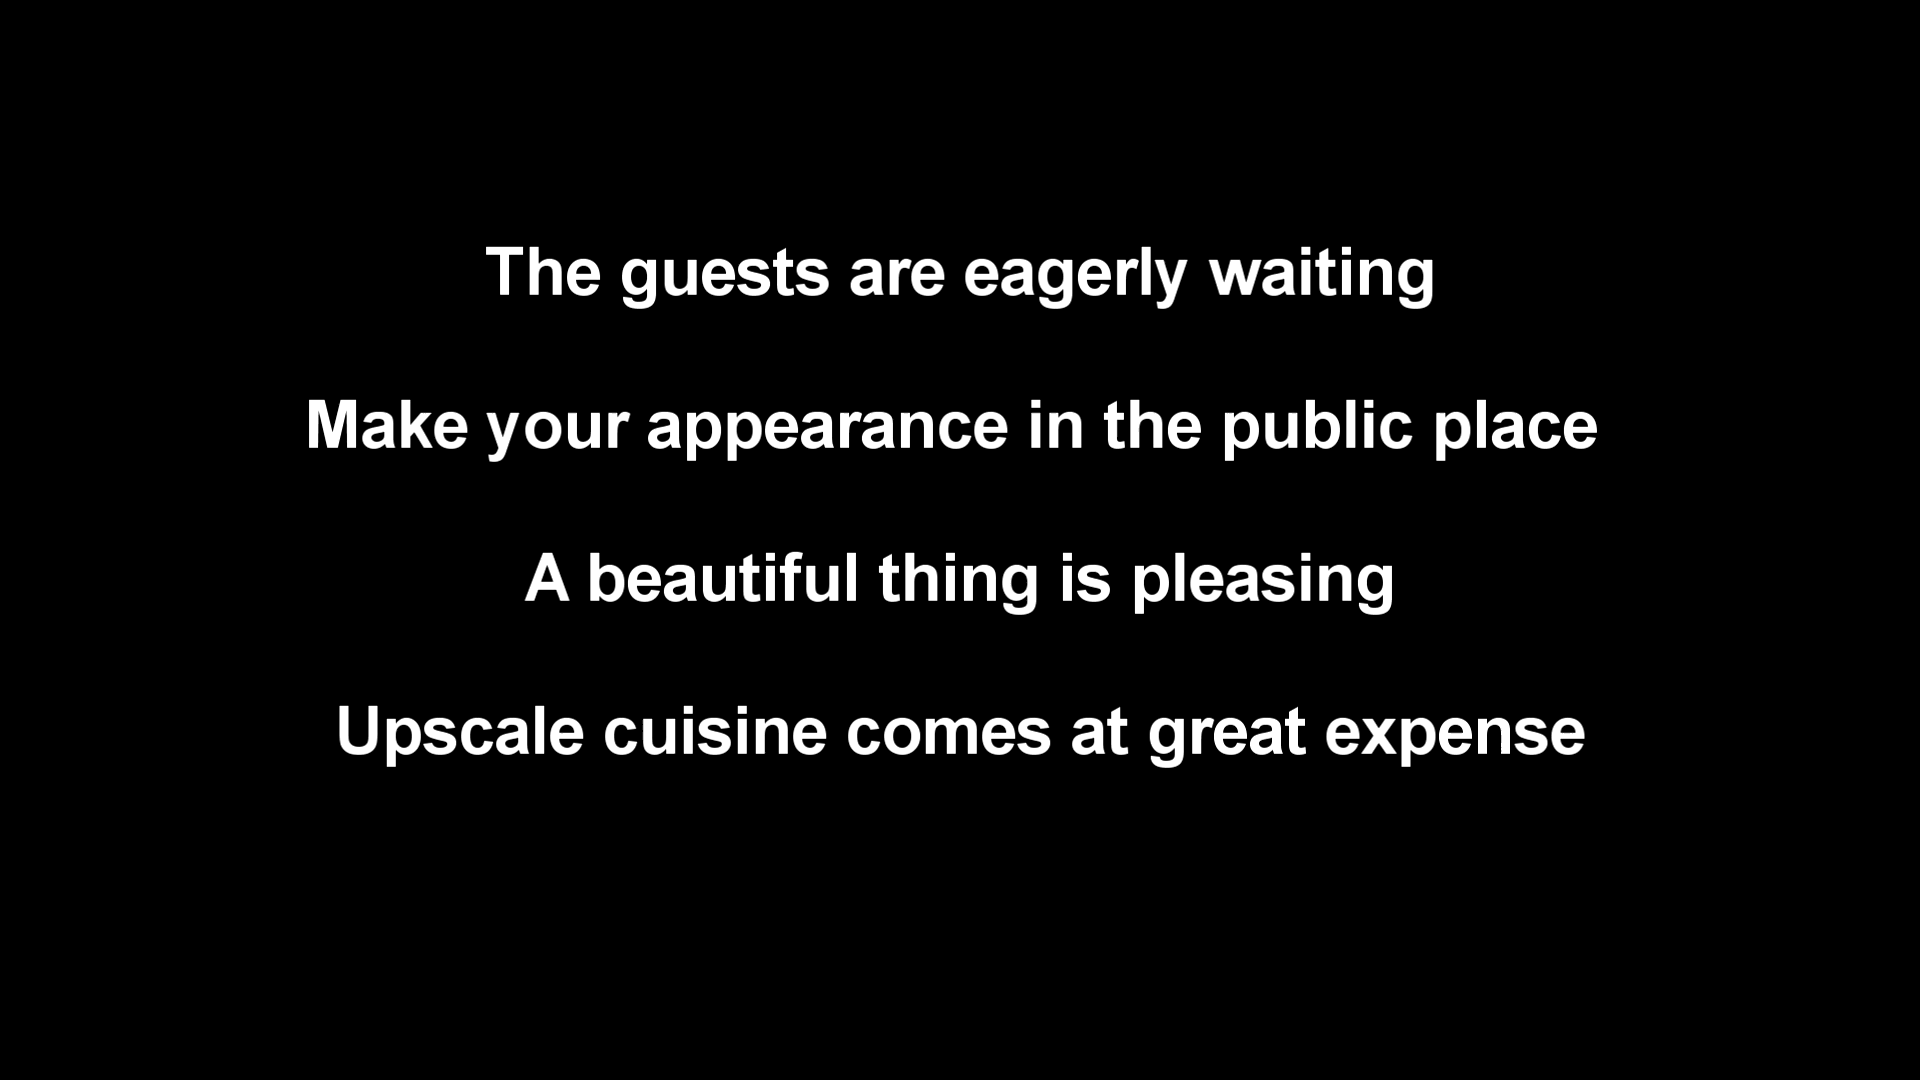 The guests are eagerly waiting
Make your appearance in the public place
A beautiful thing is pleasing
Upscale cuisine comes at great expense